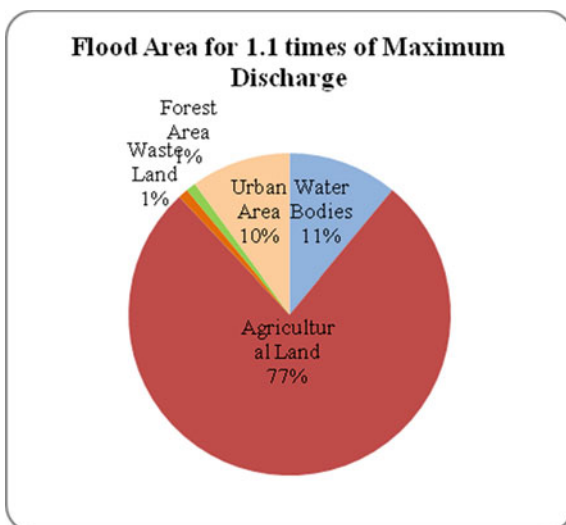 Flood Area for 1.1 times of Maximum
Discharge
Forest
Area
1%
Waste
Land
1%
Urban
Area
10%
Water
Bodies
11%
Agricultur
al Land
77%